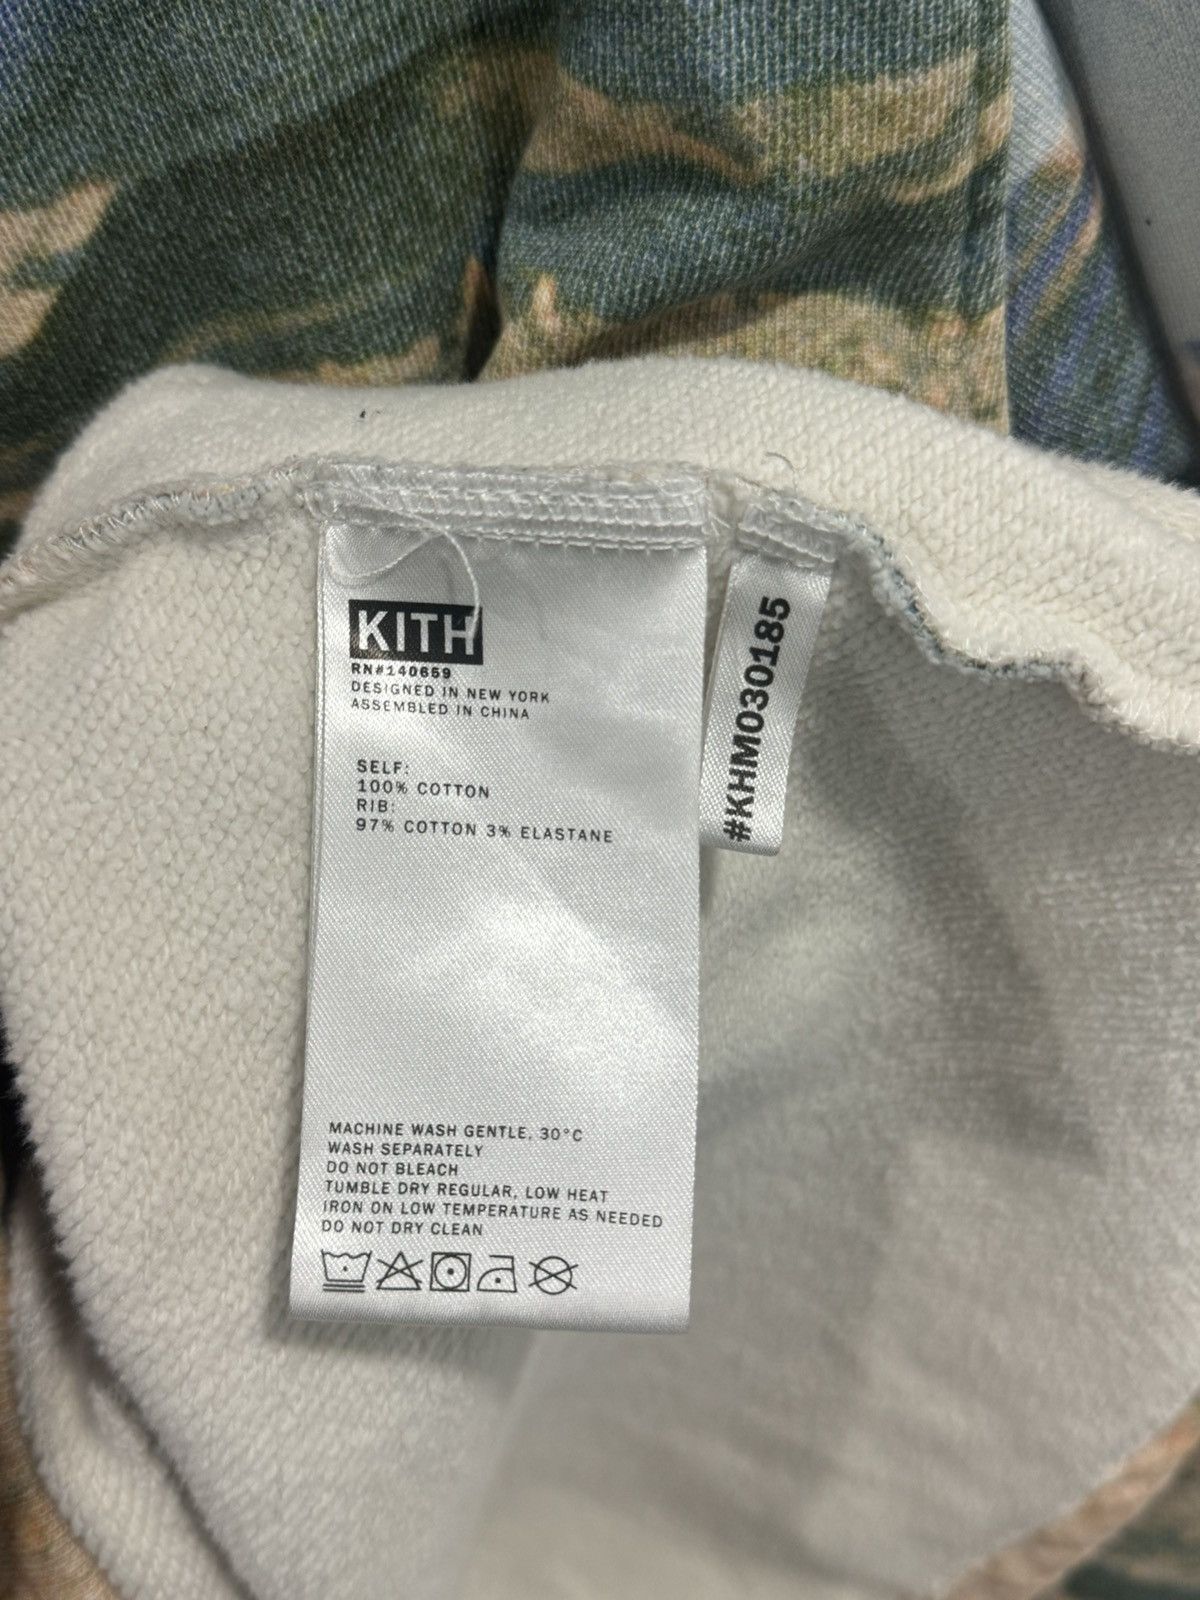 KITH
RN#140659
DESIGNED IN NEW YORK
ASSEMBLED IN CHINA
SELF:
100% COTTON
RIB:
97% COTTON 3% ELASTANE
MACHINE WASH GENTLE, 30°C
WASH SEPARATELY
DO NOT BLEACH
TUMBLE DRY REGULAR, LOW HEAT
IRON ON LOW TEMPERATURE AS NEEDED
DO NOT DRY CLEAN
#KHM030185